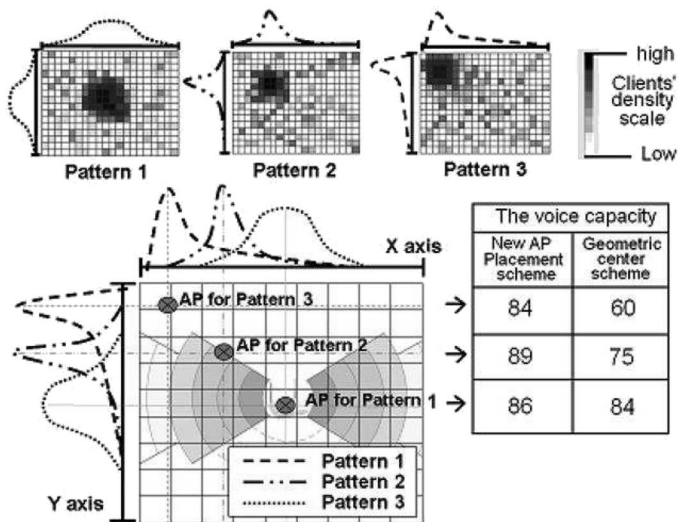 high
Clients'
density
scale
Low
Pattern 1
Pattern 2
Pattern 3
X axis
AP for Pattern 3
AP for Pattern 2
AP for Pattern 1
Pattern 1
Pattern 2
Pattern 3
Y axis
The voice capacity
New AP
Placement
scheme
Geometric
center
scheme
84
60
89
75
86
84